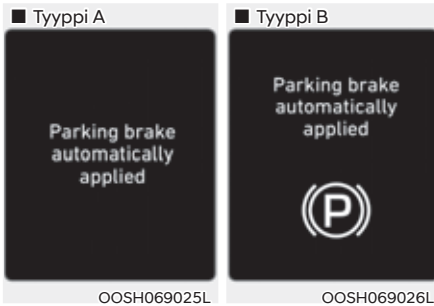 ■ Tyyppi A
Parking brake
automatically
applied
OOSH069025L
■ Tyyppi B
Parking brake
automatically
applied
P
OOSH069026L